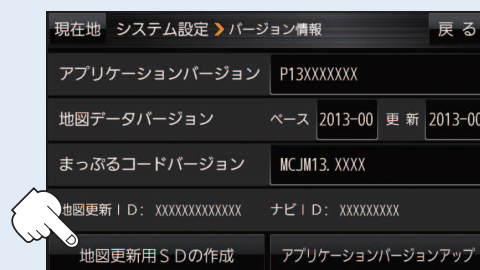 現在地 システム設定 > バージョン情報 戻る
アプリケーションバージョン P13XXXXXXX
地図データバージョン ベース 2013-00 更新 2013-00
まっぷるコードバージョン MCJM13.XXXX
地図更新ID: XXXXXXXXXXXXX ナビID: XXXXXXXXX
地図更新用SDの作成 アプリケーションバージョンアップ